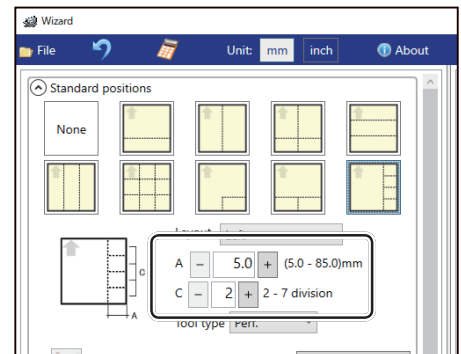 Wizard
File Unit: mm inch About
Standard positions
None
A 5.0 + (5.0 - 85.0)mm
C
C 2 + 2 - 7 division
A
Tool type Perf.